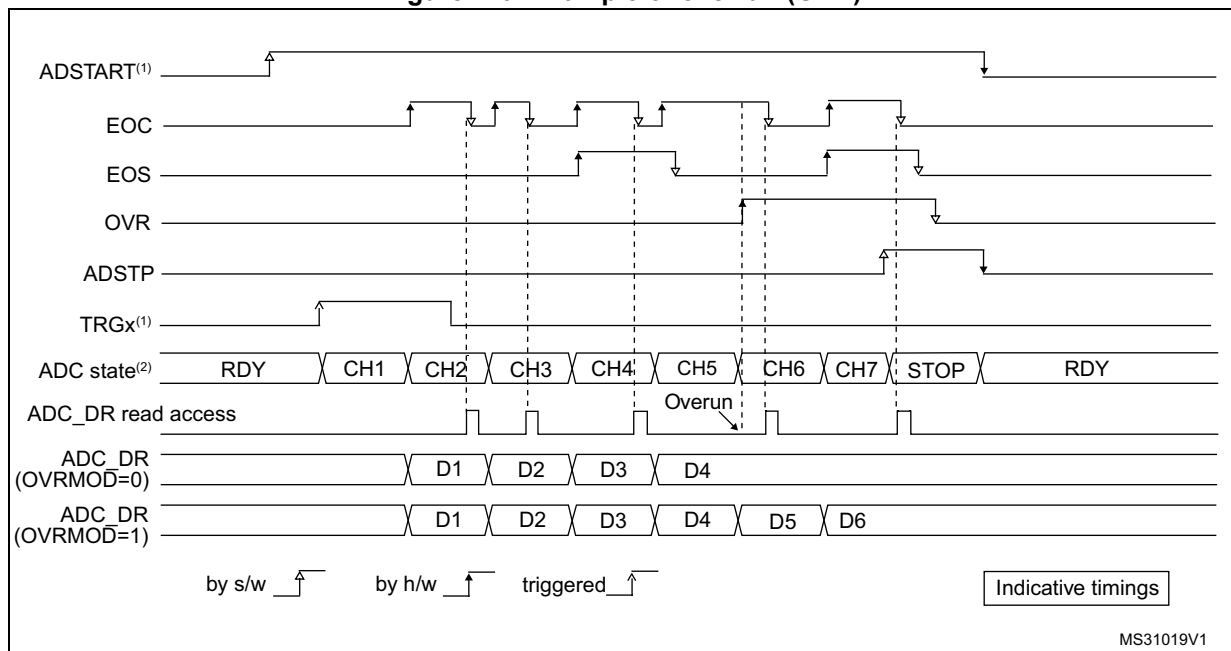 ADSTART(1)
EOC
EOS
OVR
ADSTP
TRGx(1)
ADC state(2) RDY CH1 CH2 CH3 CH4 CH5 CH6 CH7 STOP RDY
ADC_DR read access
Overun
ADC_DR
(OVRMOD=0)
D1 D2 D3 D4
ADC_DR
(OVRMOD=1)
D1 D2 D3 D4 D5 D6
by s/w by h/w triggered
Indicative timings
MS31019V1